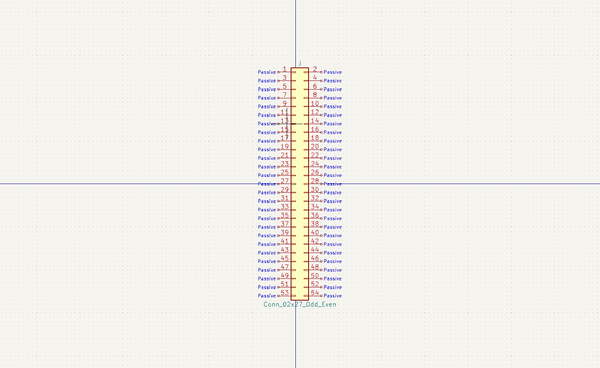 J
Passive 1 2 Passive
Passive 3 4 Passive
Passive 5 6 Passive
Passive 7 8 Passive
Passive 9 10 Passive
Passive 11 12 Passive
Passive 13 14 Passive
Passive 15 16 Passive
Passive 17 18 Passive
Passive 19 20 Passive
Passive 21 22 Passive
Passive 23 24 Passive
Passive 25 26 Passive
Passive 27 28 Passive
Passive 29 30 Passive
Passive 31 32 Passive
Passive 33 34 Passive
Passive 35 36 Passive
Passive 37 38 Passive
Passive 39 40 Passive
Passive 41 42 Passive
Passive 43 44 Passive
Passive 45 46 Passive
Passive 47 48 Passive
Passive 49 50 Passive
Passive 51 52 Passive
Passive 53 54 Passive
Conn_02x27_Odd_Even